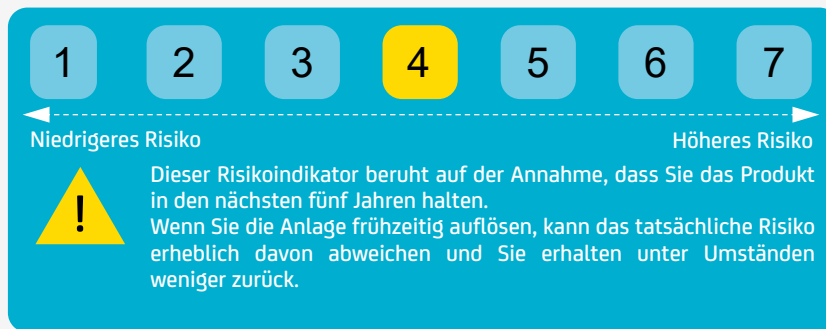 1 2 3 4 5 6 7
Niedrigeres Risiko Höheres Risiko
Dieser Risikoindikator beruht auf der Annahme, dass Sie das Produkt
in den nächsten fünf Jahren halten.
Wenn Sie die Anlage frühzeitig auflösen, kann das tatsächliche Risiko
erheblich davon abweichen und Sie erhalten unter Umständen
weniger zurück.
!